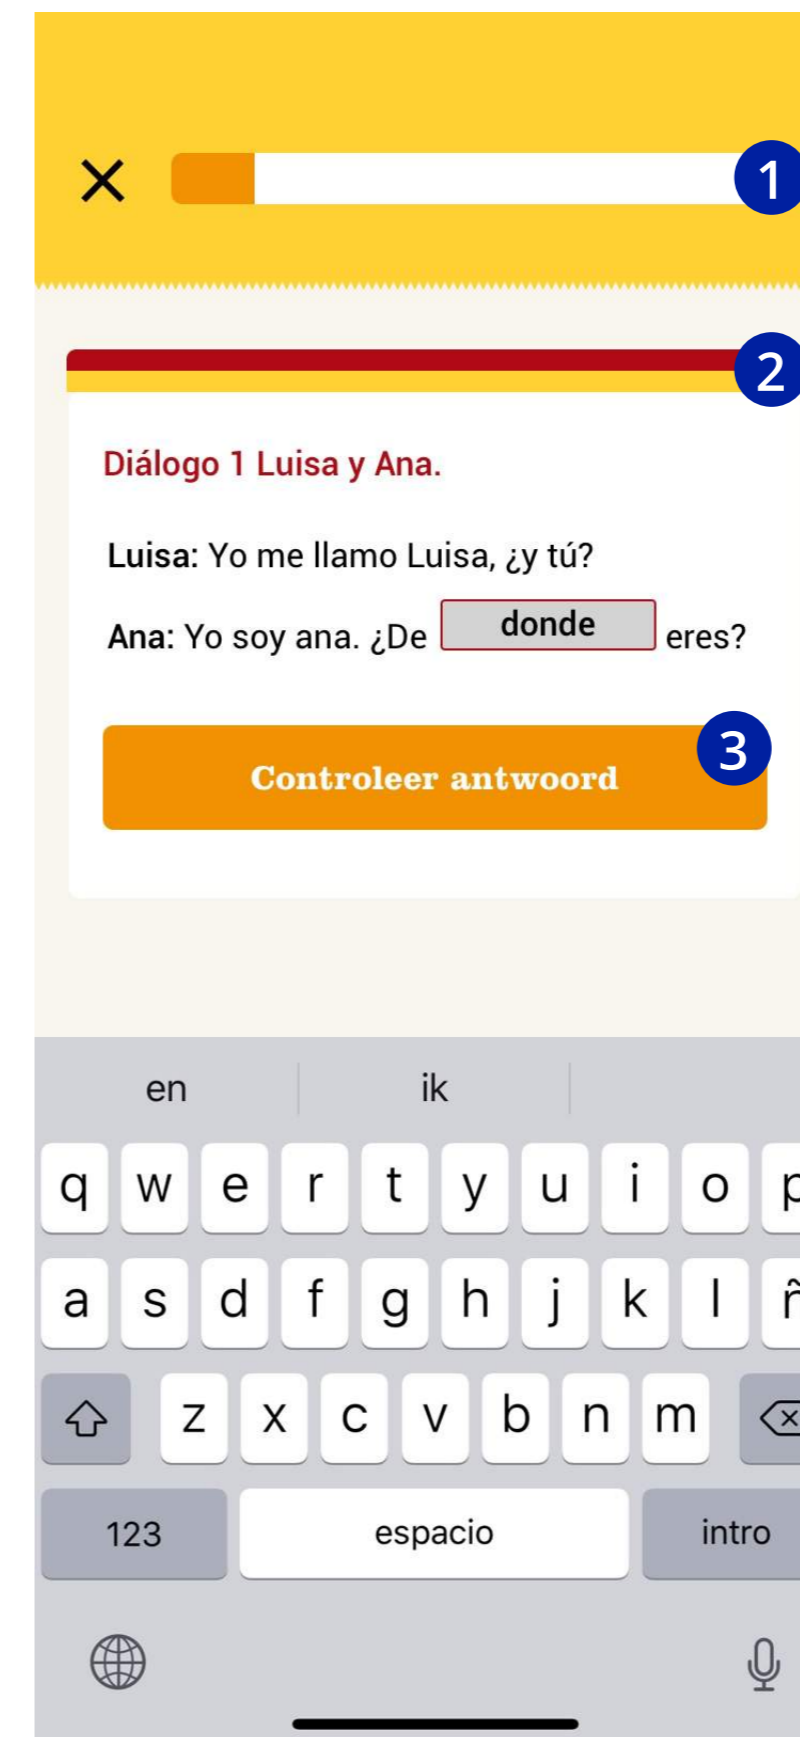 1
2
Diálogo 1 Luisa y Ana.
Luisa: Yo me llamo Luisa, ¿y tú?
Ana: Yo soy ana. ¿De donde eres?
3
Controleer antwoord
en ik
q w e r t y u i o p
a s d f g h j k l ñ
z x c v b n m
123 espacio intro